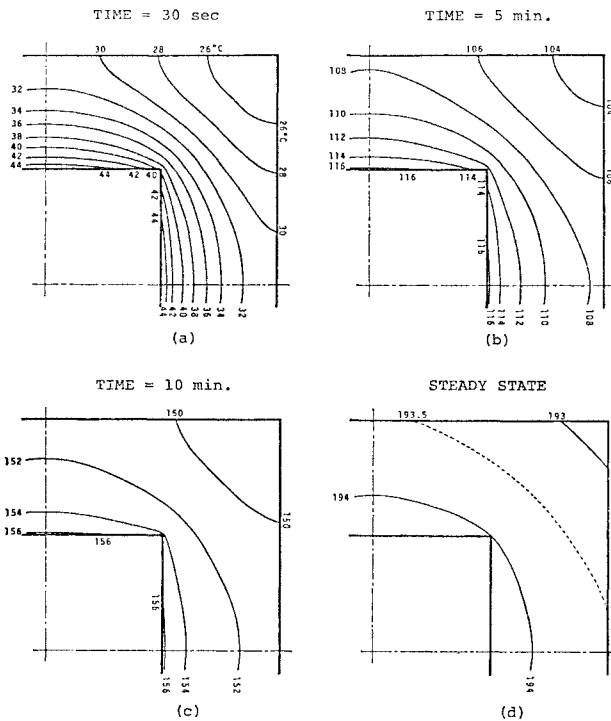 TIME = 30 sec
30 28 26°C
32
34
36
38
40
42
44
44 42 40
42
44
26°C
28
30
44 42 40 38 36 34 32
(a)
TIME = 5 min.
106 104
108
110
112
114
116
116 114
114
116
104
106
116 114 112 110 108
(b)
TIME = 10 min.
150
152
154
156
156
156
150
156 154 152
(c)
STEADY STATE
193.5 193
194
194
(d)